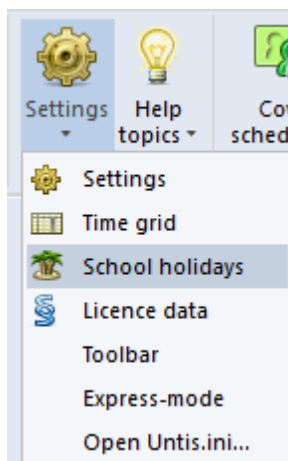 Settings
Help
topics
Settings
Time grid
School holidays
Licence data
Toolbar
Express-mode
Open Untis.ini...